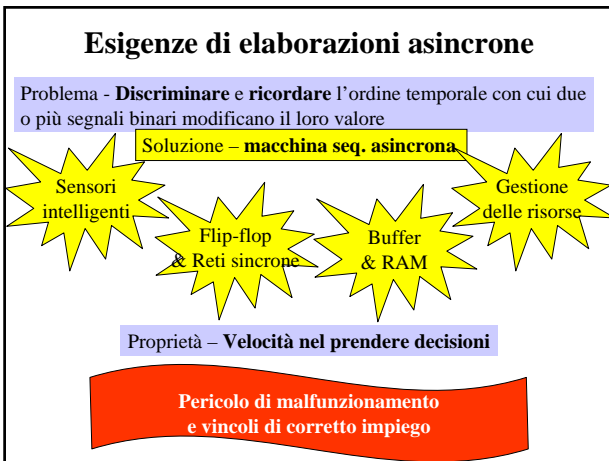 Esigenze di elaborazioni asincrone
Problema - Discriminare e ricordare l'ordine temporale con cui due
o più segnali binari modificano il loro valore
Soluzione – macchina seq. asincrona
Sensori
intelligenti
Flip-flop
& Reti sincrone
Buffer
& RAM
Gestione
delle risorse
Proprietà – Velocità nel prendere decisioni
Pericolo di malfunzionamento
e vincoli di corretto impiego